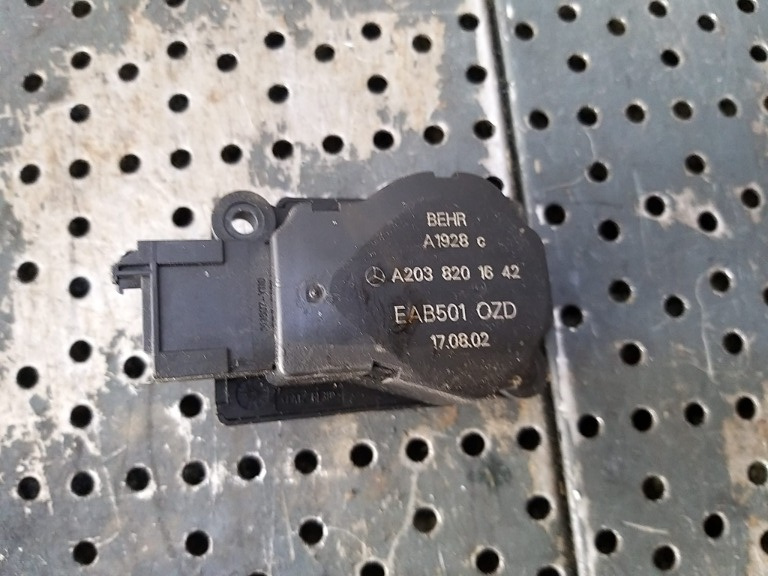 BEHR
A1928 c
A203 820 16 42
EAB501 OZD
17.08.02